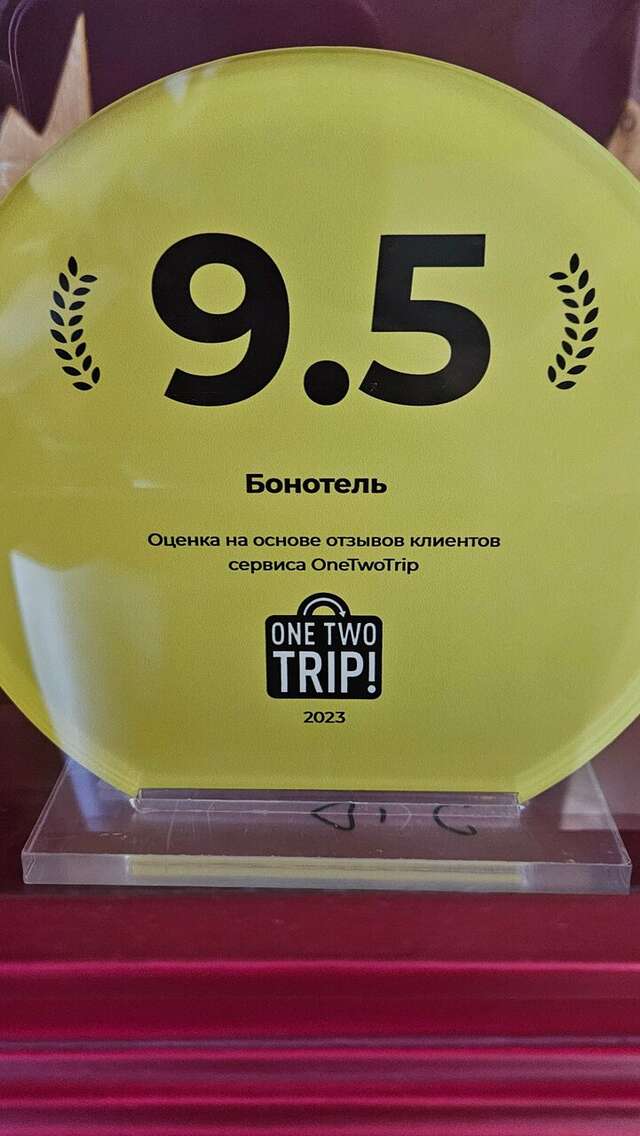 9.5
Бонотель
Оценка на основе отзывов клиентов
сервиса OneTwoTrip
ONE TWO
TRIP!
2023